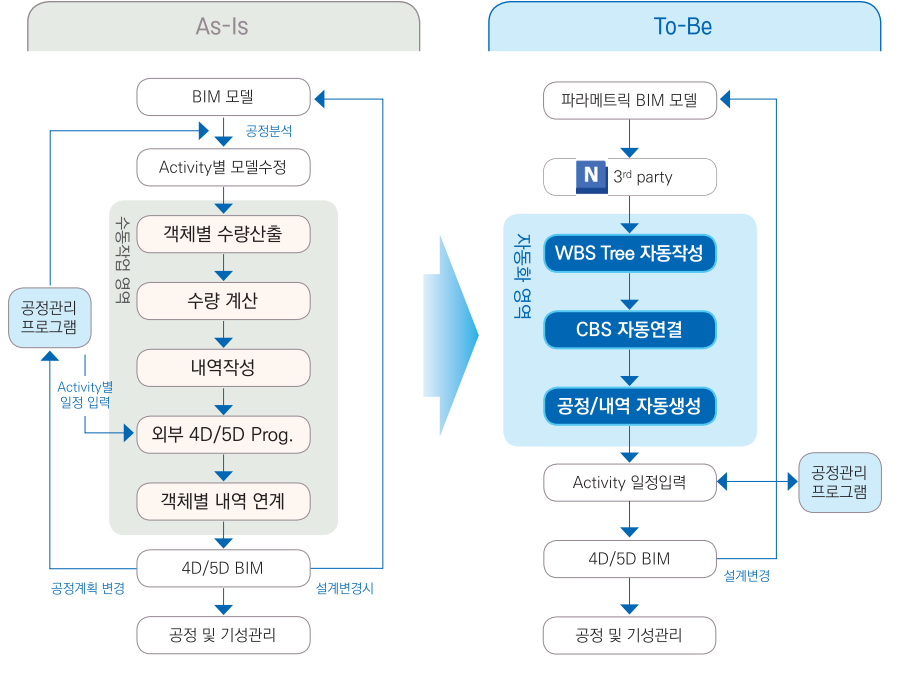 As-Is
BIM 모델
공정분석
Activity별 모델수정
수동작업 영역
객체별 수량산출
수량 계산
내역작성
외부 4D/5D Prog.
객체별 내역 연계
공정관리
프로그램
Activity별
일정 입력
4D/5D BIM
공정계획 변경
설계변경시
공정 및 기성관리
To-Be
파라메트릭 BIM 모델
N 3rd party
자동화 영역
WBS Tree 자동작성
CBS 자동연결
공정/내역 자동생성
Activity 일정입력
공정관리
프로그램
4D/5D BIM
설계변경
공정 및 기성관리